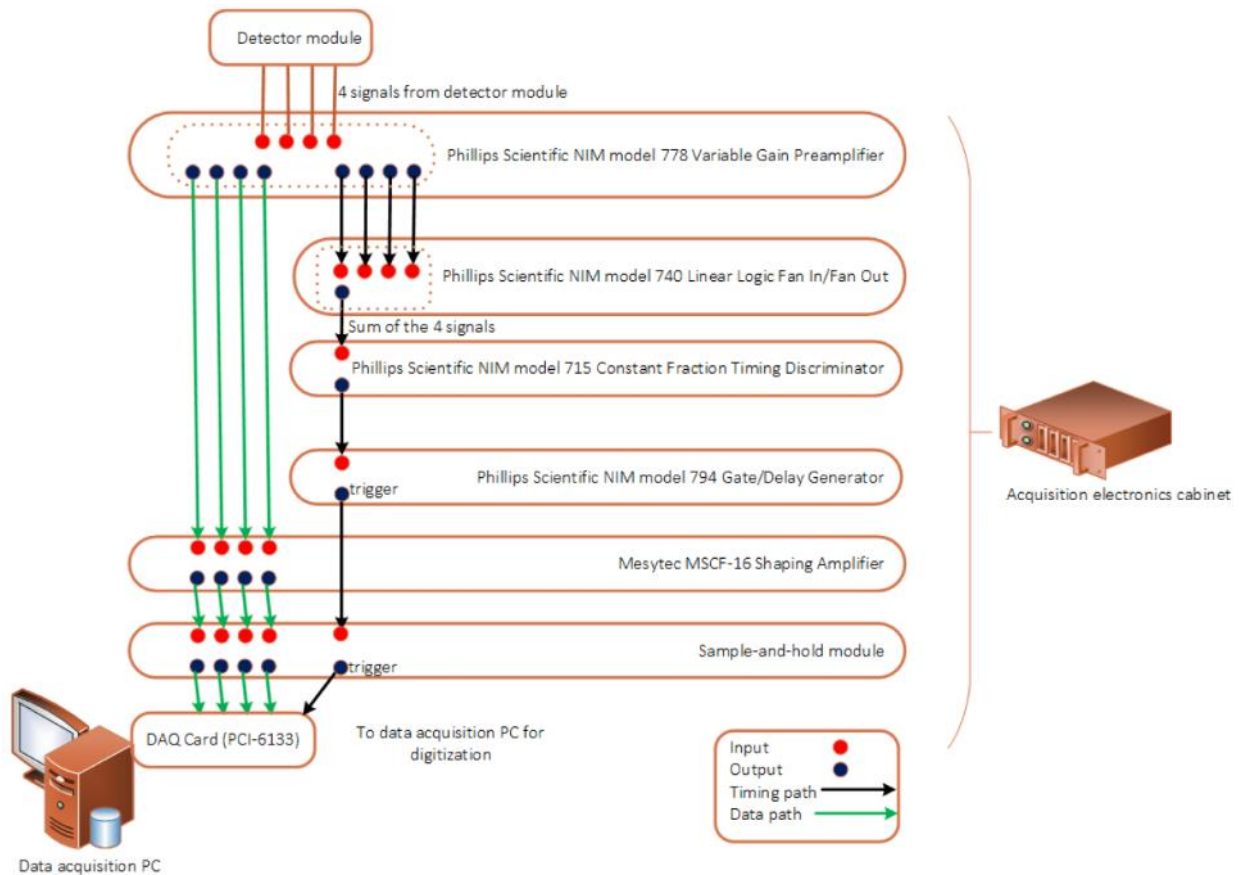 Detector module
4 signals from detector module
Phillips Scientific NIM model 778 Variable Gain Preamplifier
Phillips Scientific NIM model 740 Linear Logic Fan In/Fan Out
Sum of the 4 signals
Phillips Scientific NIM model 715 Constant Fraction Timing Discriminator
Phillips Scientific NIM model 794 Gate/Delay Generator
trigger
Acquisition electronics cabinet
Mesytec MSCF-16 Shaping Amplifier
Sample-and-hold module
trigger
DAQ Card (PCI-6133)
To data acquisition PC for
digitization
Input
Output
Timing path
Data path
Data acquisition PC